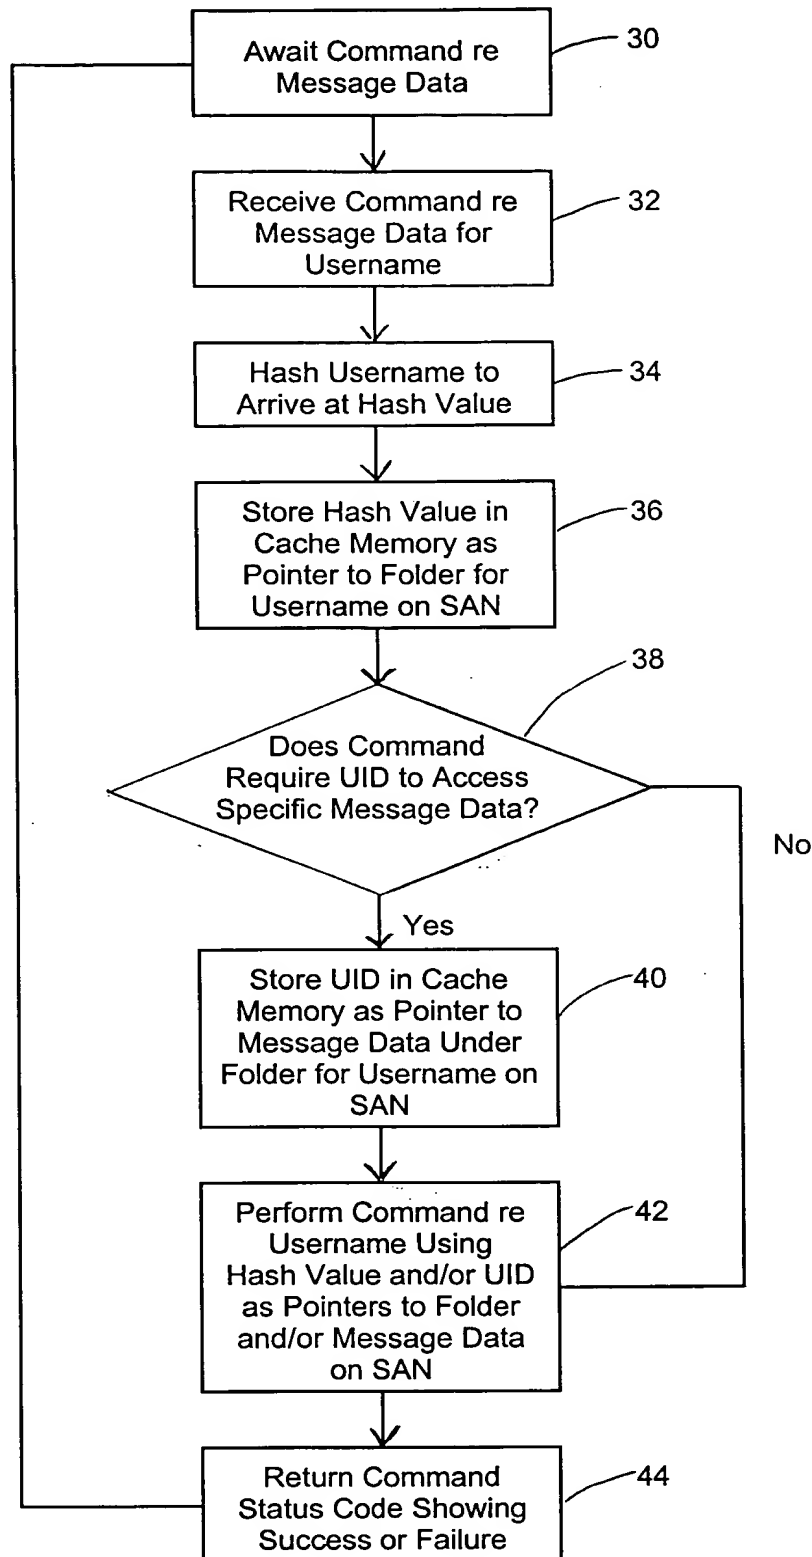 Await Command re
Message Data
30
Receive Command re
Message Data for
Username
32
Hash Username to
Arrive at Hash Value
34
Store Hash Value in
Cache Memory as
Pointer to Folder for
Username on SAN
36
38
Does Command
Require UID to Access
Specific Message Data?
No
Yes
Store UID in Cache
Memory as Pointer to
Message Data Under
Folder for Username on
SAN
40
Perform Command re
Username Using
Hash Value and/or UID
as Pointers to Folder
and/or Message Data
on SAN
42
Return Command
Status Code Showing
Success or Failure
44